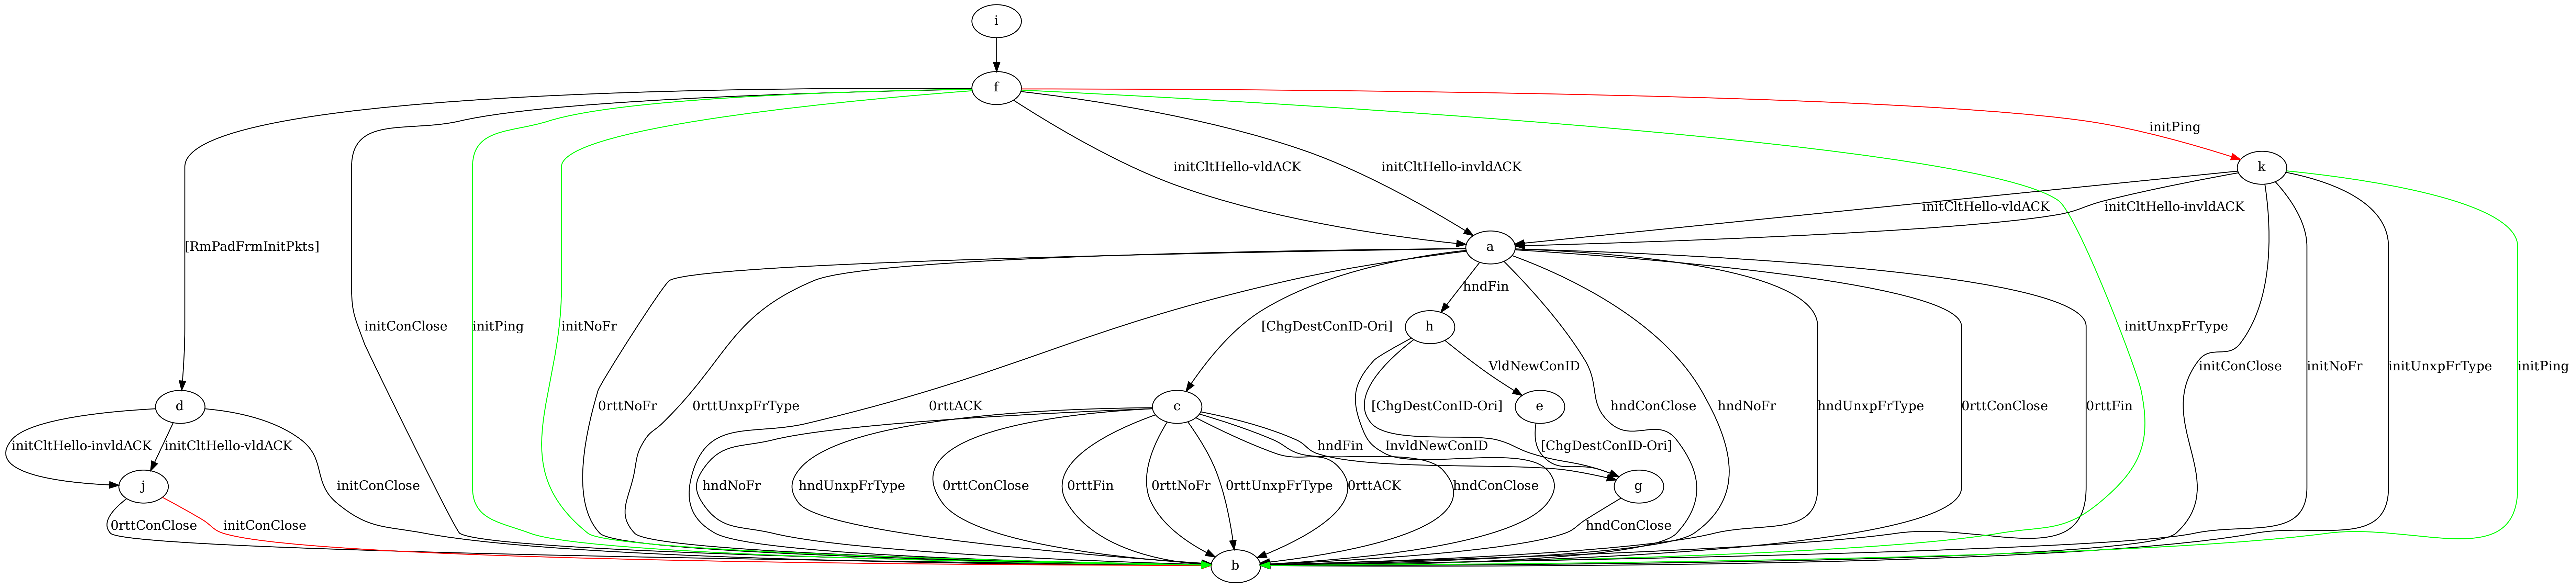 i
f
initPing
initCltHello-vldACK
initCltHello-invldACK
k
initCltHello-vldACK
initCltHello-invldACK
[RmPadFrmInitPkts]
a
hndFin
initConClose
initPing
initNoFr
[ChgDestConID-Ori]
h
initUnxpFrType
VldNewConID
initConClose
initNoFr
initUnxpFrType
initPing
d
0rttNoFr
0rttUnxpFrType
0rttACK
c
[ChgDestConID-Ori]
e
hndConClose
hndNoFr
hndUnxpFrType
0rttConClose
0rttFin
initCltHello-invldACK
initCltHello-vldACK
hndFin
InvldNewConID
[ChgDestConID-Ori]
j
initConClose
hndNoFr
hndUnxpFrType
0rttConClose
0rttFin
0rttNoFr
0rttUnxpFrType
0rttACK
hndConClose
g
0rttConClose
initConClose
hndConClose
b